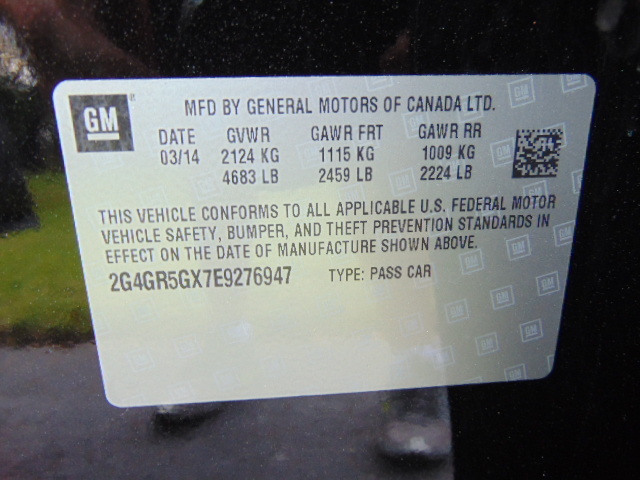 GM
MFD BY GENERAL MOTORS OF CANADA LTD.
DATE GVWR GAWR FRT GAWR RR
03/14 2124 KG 1115 KG 1009 KG
4683 LB 2459 LB 2224 LB
THIS VEHICLE CONFORMS TO ALL APPLICABLE U.S. FEDERAL MOTOR
VEHICLE SAFETY, BUMPER, AND THEFT PREVENTION STANDARDS IN
EFFECT ON THE DATE OF MANUFACTURE SHOWN ABOVE.
2G4GR5GX7E9276947 TYPE: PASS CAR